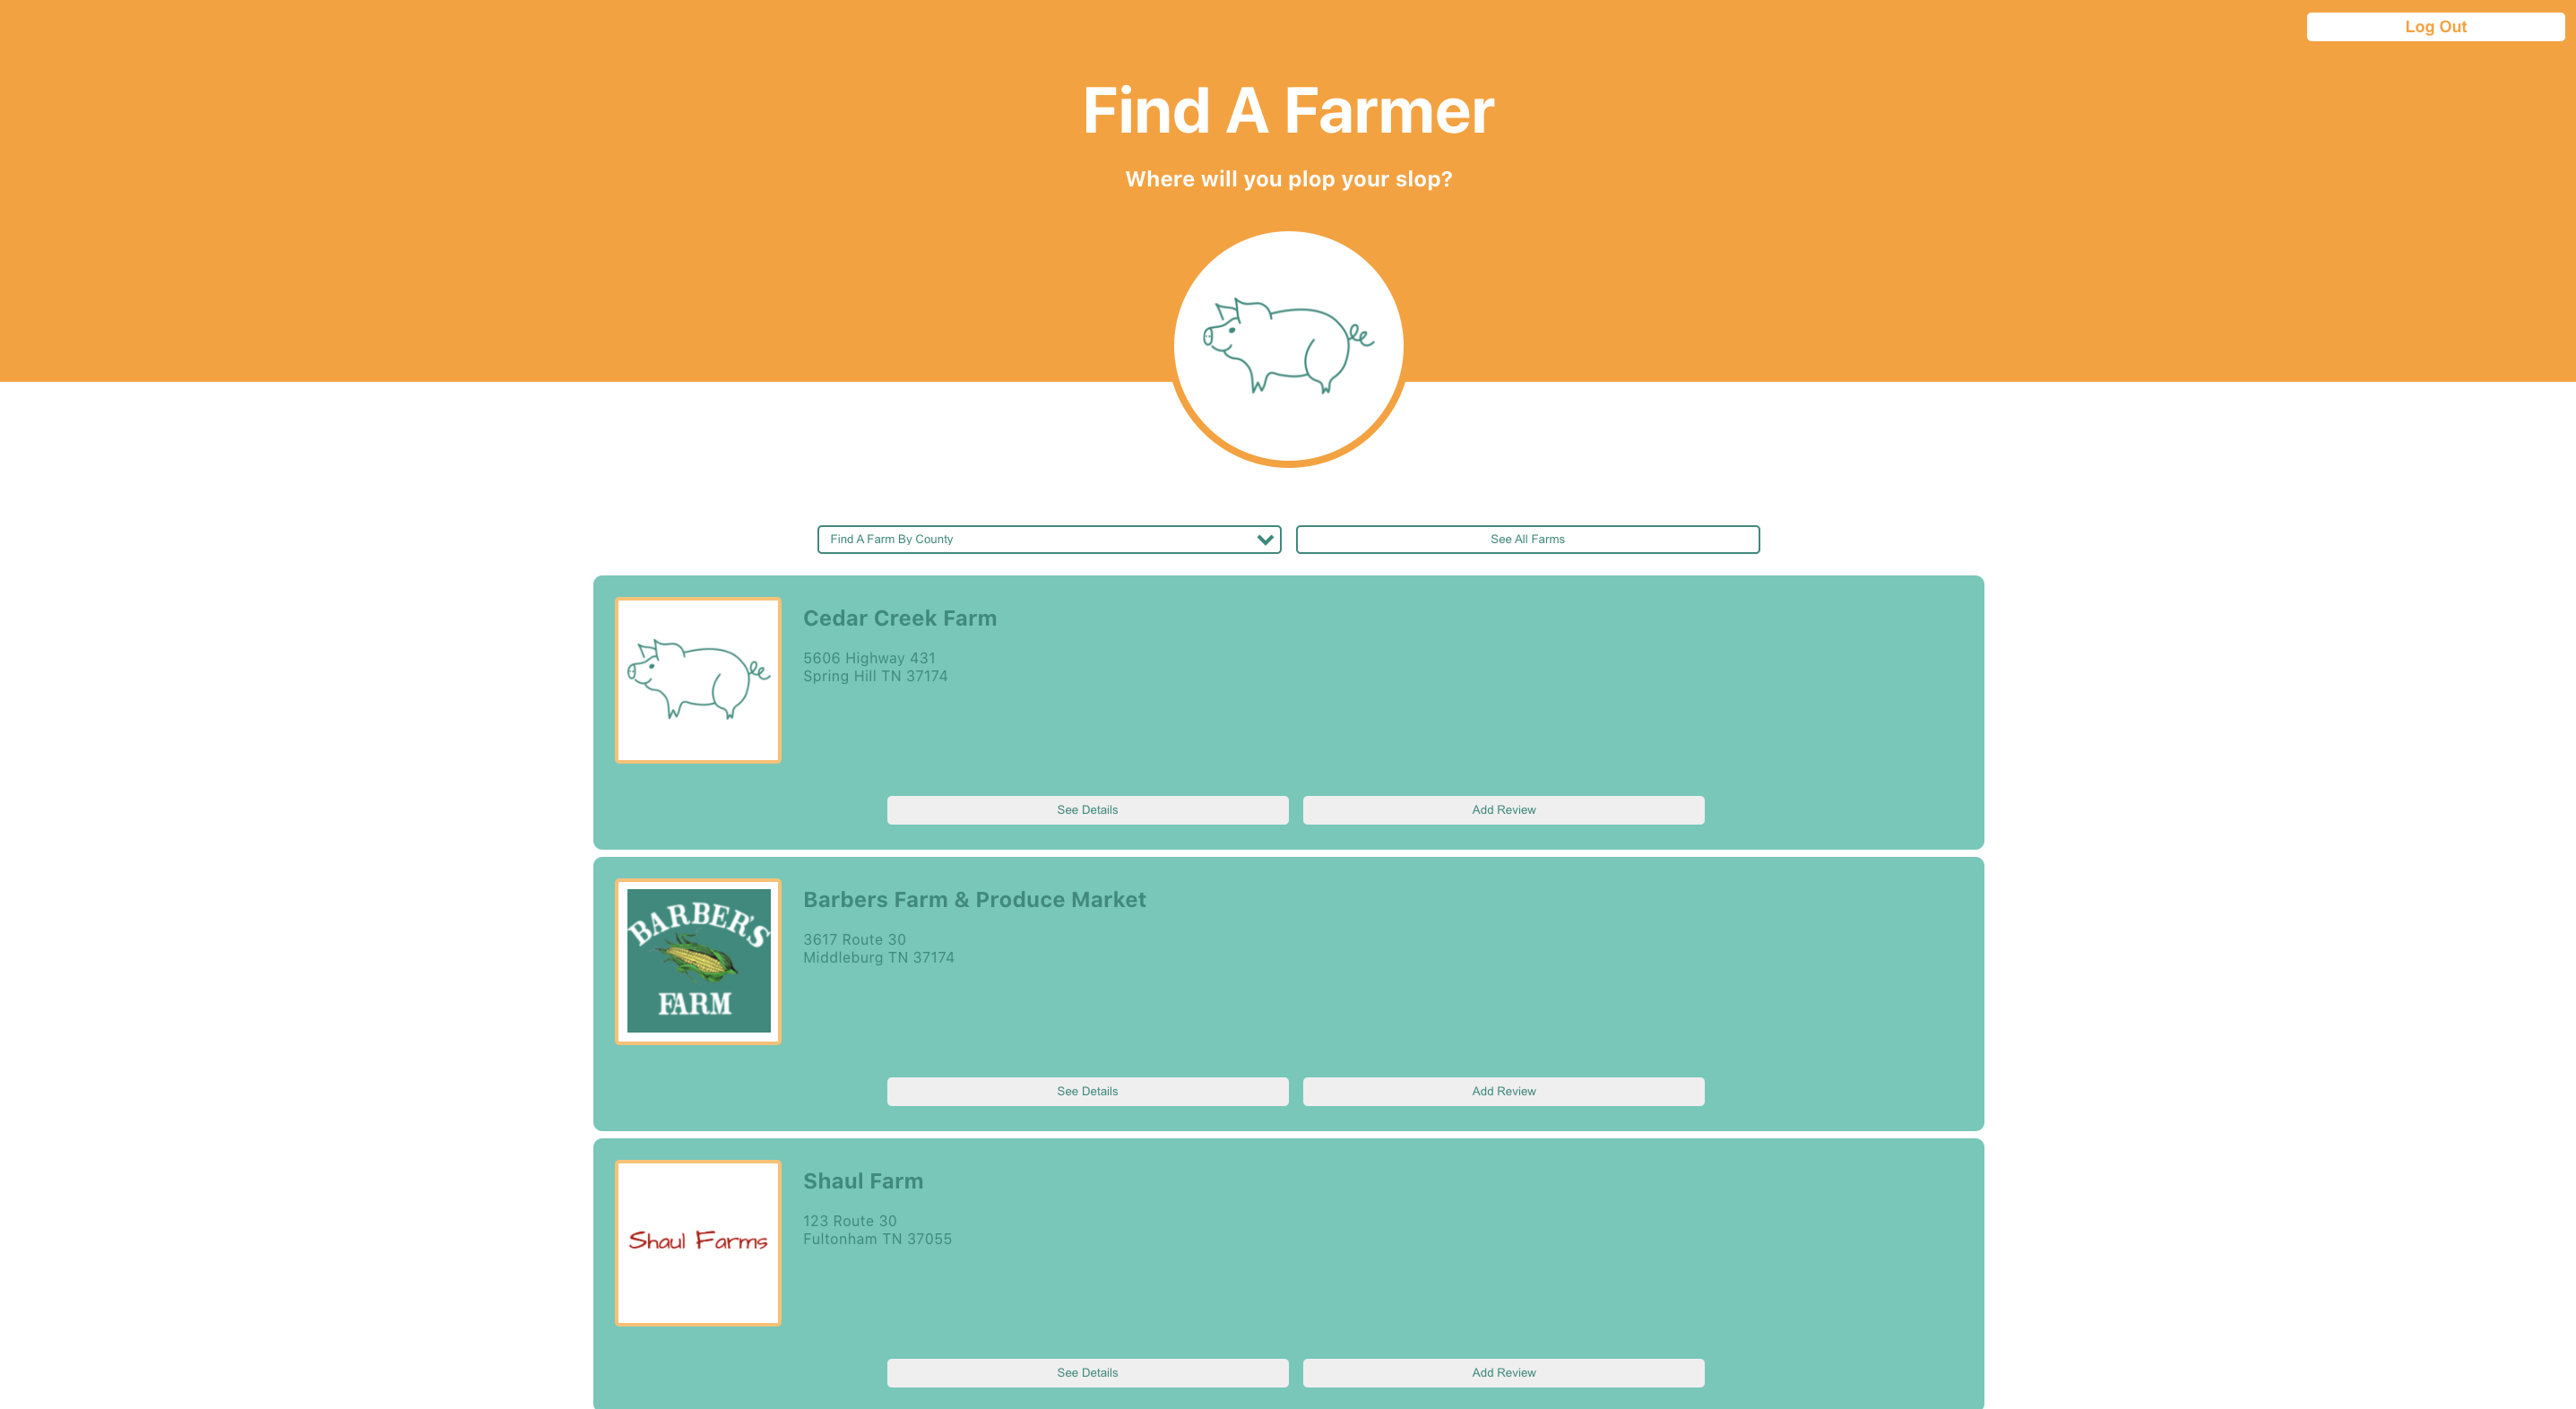 Log Out
Find A Farmer
Where will you plop your slop?
Find A Farm By County
See All Farms
Cedar Creek Farm
5606 Highway 431
Spring Hill TN 37174
See Details
Add Review
BARBER'S
FARM
Barbers Farm & Produce Market
3617 Route 30
Middleburg TN 37174
See Details
Add Review
Shaul Farms
Shaul Farm
123 Route 30
Fultonham TN 37055
See Details
Add Review